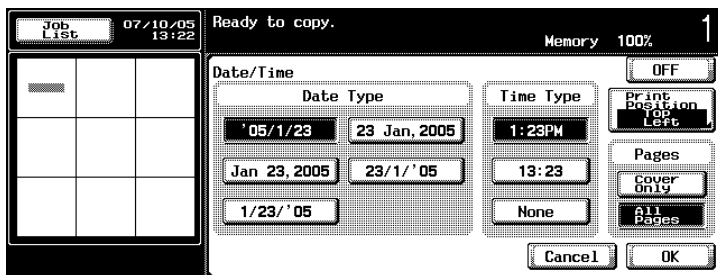 Job
List
07/10/05
13:22
Ready to copy.
Memory 100%
1
Date/Time
OFF
Date Type
Time Type
Print
Position
Top
Left
'05/1/23
23 Jan, 2005
1:23PM
Jan 23, 2005
23/1/'05
13:23
1/23/'05
None
Pages
Cover
Only
All
Pages
Cancel
OK